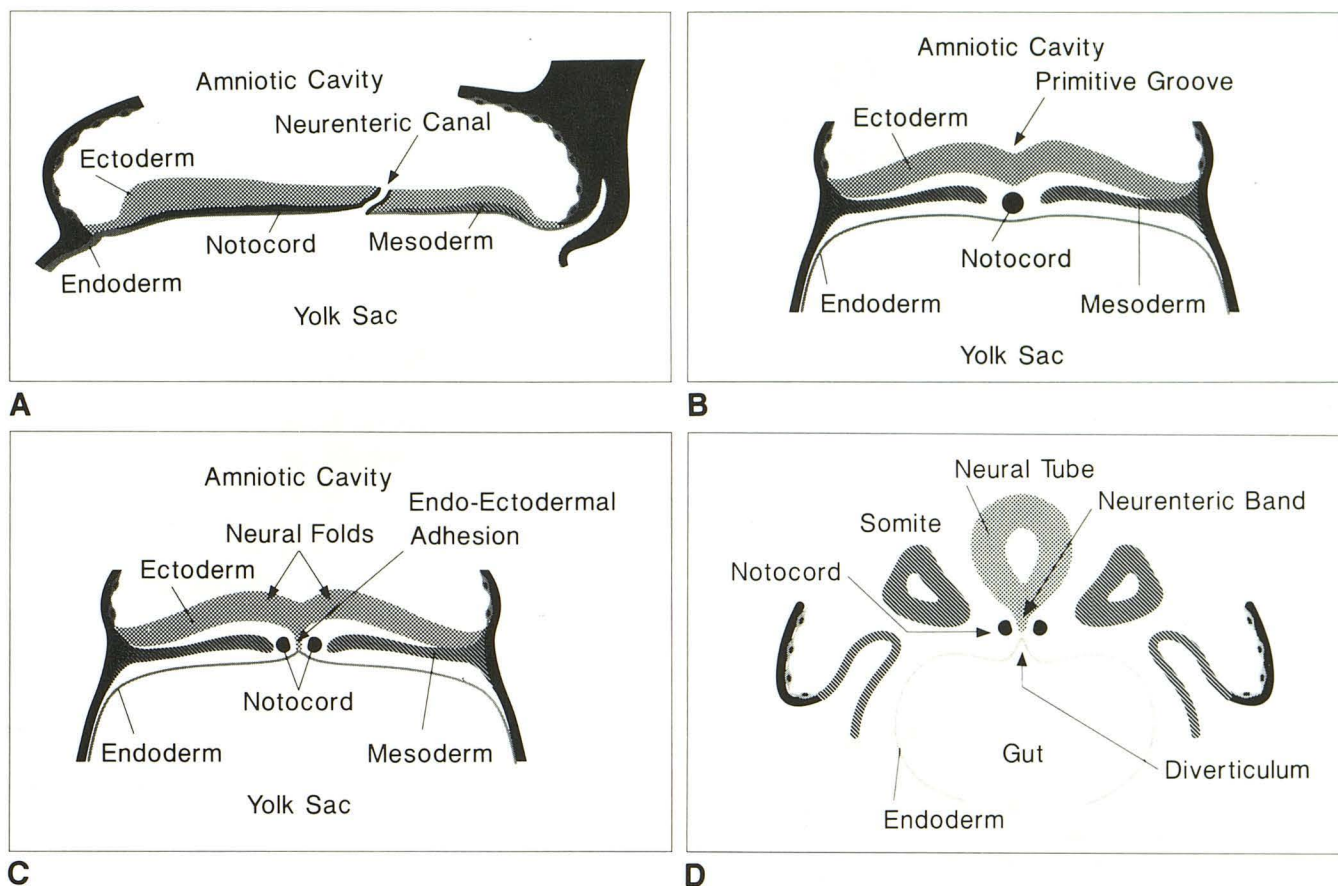 Amniotic Cavity
Neurenteric Canal
Ectoderm
Notocord
Mesoderm
Endoderm
Yolk Sac
A
Amniotic Cavity
Primitive Groove
Ectoderm
Notocord
Endoderm
Mesoderm
Yolk Sac
B
Amniotic Cavity
Endo-Ectodermal
Adhesion
Neural Folds
Ectoderm
Notocord
Endoderm
Mesoderm
Yolk Sac
C
Neural Tube
Neurenteric Band
Somite
Notocord
Gut
Diverticulum
Endoderm
D